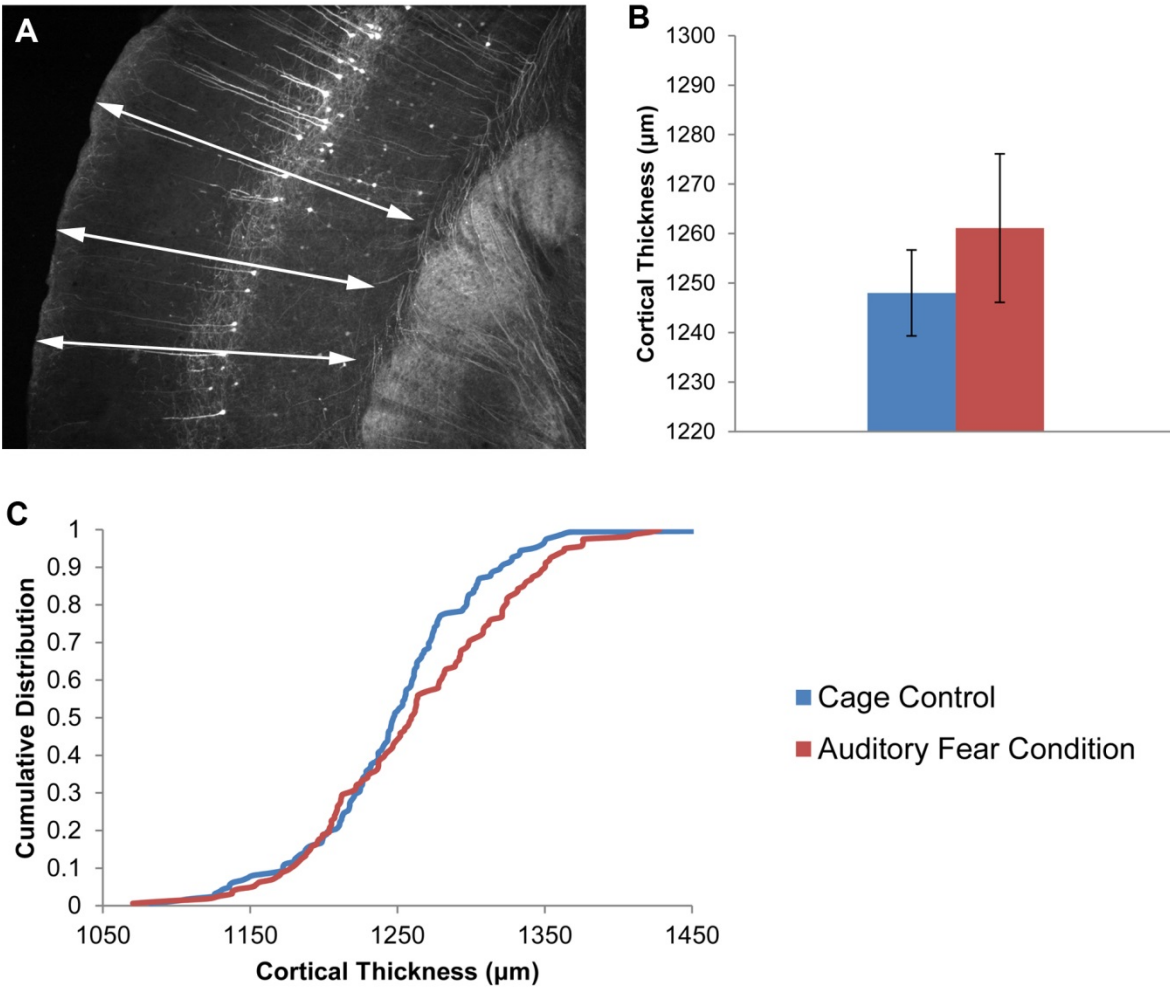 A
B
Cortical Thickness (µm)
1300
1290
1280
1270
1260
1250
1240
1230
1220
C
Cumulative Distribution
1
0.9
0.8
0.7
0.6
0.5
0.4
0.3
0.2
0.1
0
1050 1150 1250 1350 1450
Cortical Thickness (µm)
Cage Control
Auditory Fear Condition